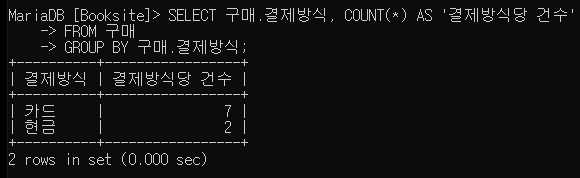 MariaDB [Booksite]> SELECT 구매.결제방식, COUNT(*) AS '결제방식당 건수'
    -> FROM 구매
    -> GROUP BY 구매.결제방식;
+----------+-----------------+
| 결제방식 | 결제방식당 건수 |
+----------+-----------------+
| 카드     |               7 |
| 현금     |               2 |
+----------+-----------------+
2 rows in set (0.000 sec)